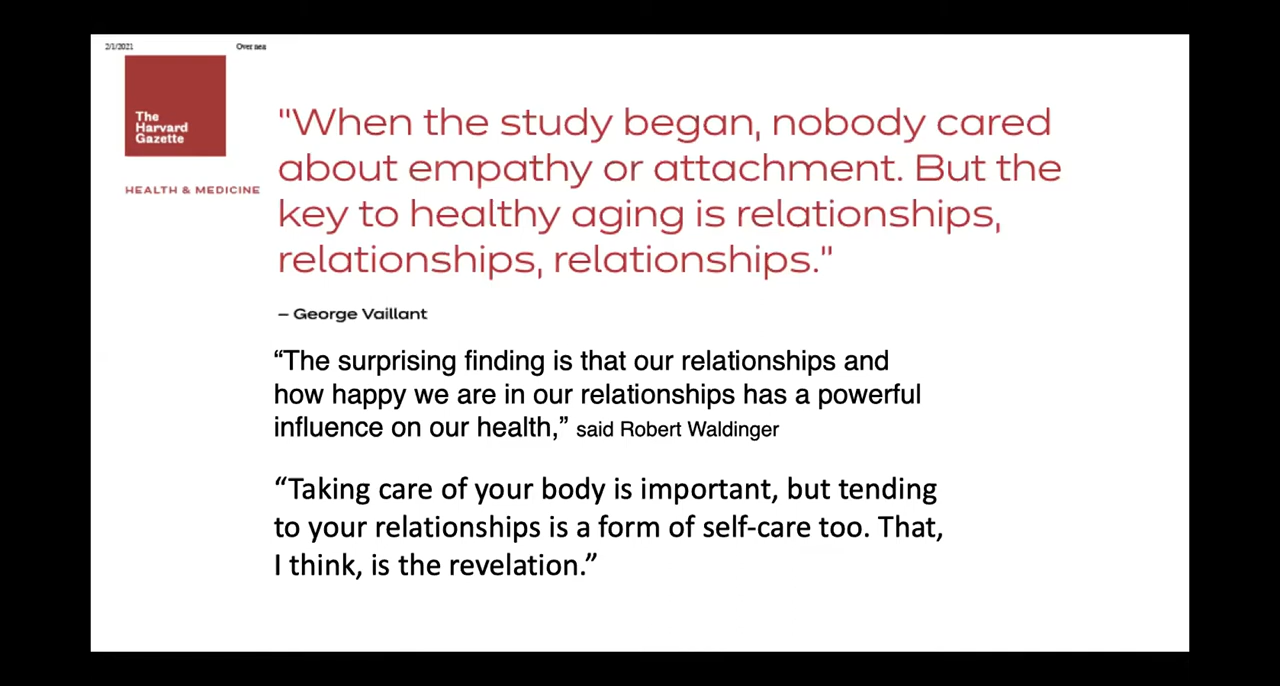 2/1/2021 Over nea
The
Harvard
Gazette
HEALTH & MEDICINE
"When the study began, nobody cared
about empathy or attachment. But the
key to healthy aging is relationships,
relationships, relationships."
– George Vaillant
“The surprising finding is that our relationships and
how happy we are in our relationships has a powerful
influence on our health,” said Robert Waldinger
“Taking care of your body is important, but tending
to your relationships is a form of self-care too. That,
I think, is the revelation.”